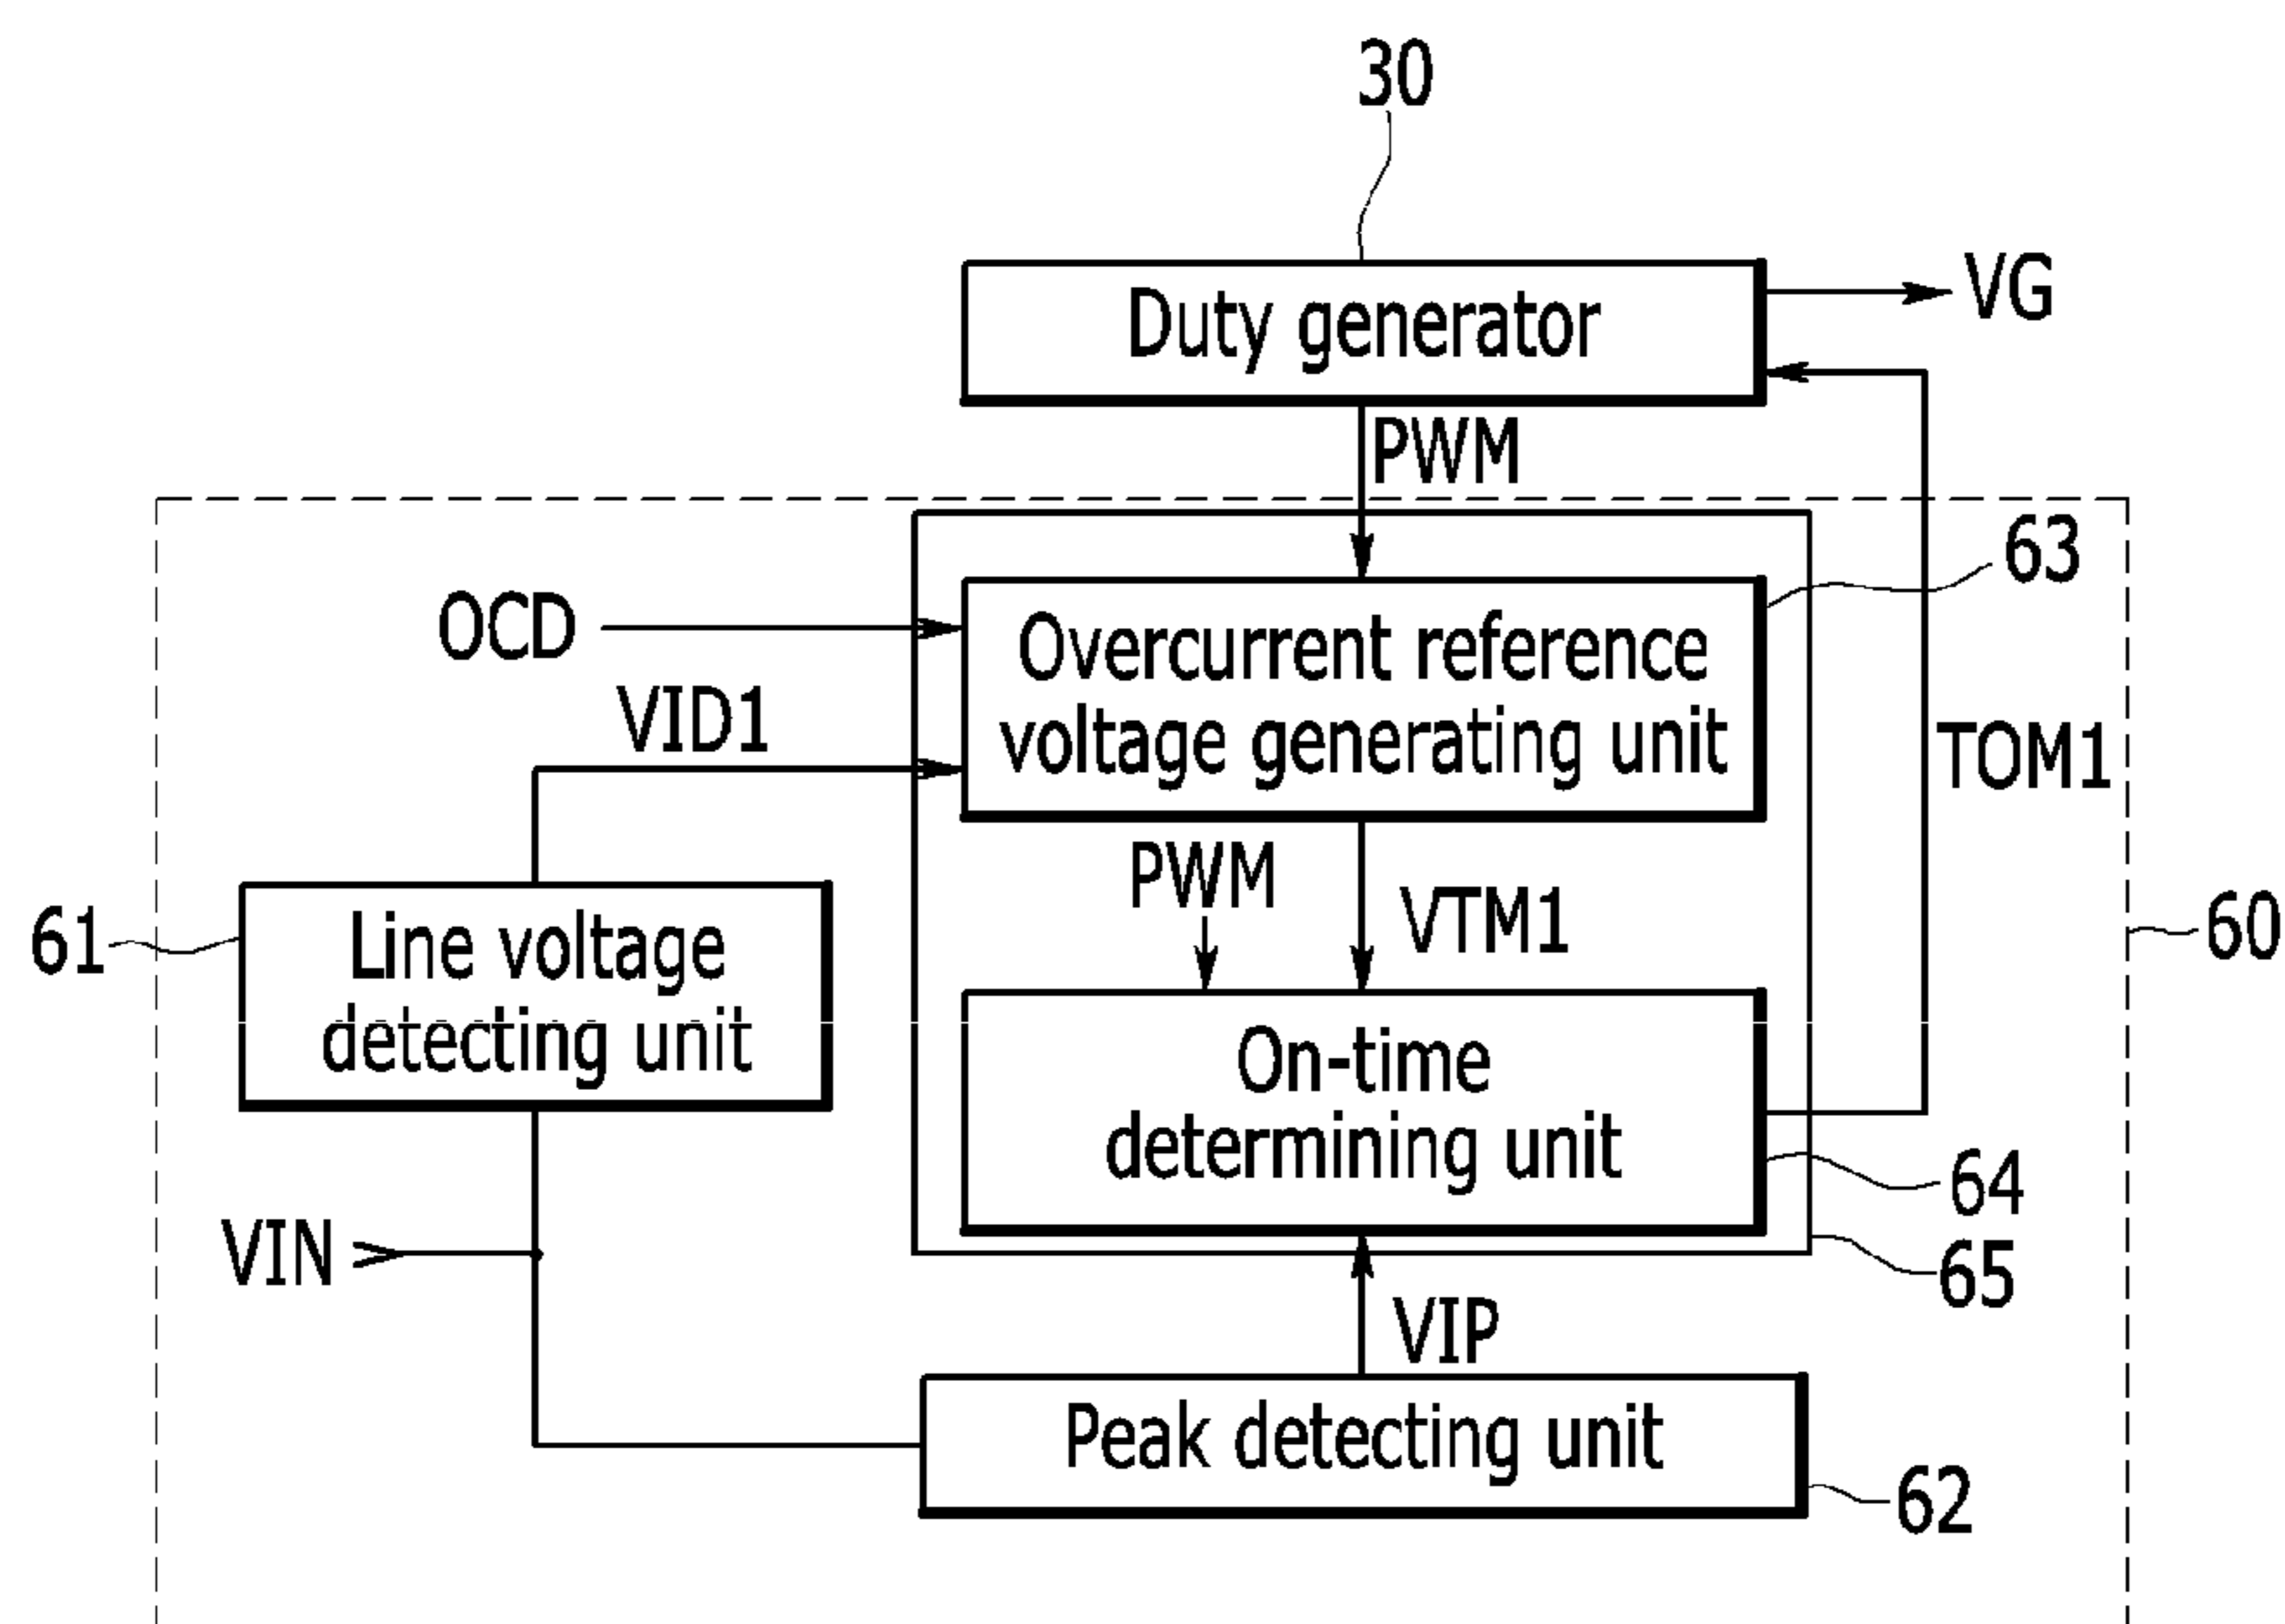 30
Duty generator
VG
PWM
63
OCD
Overcurrent reference
voltage generating unit
VID1
TOM1
PWM
VTM1
61
Line voltage
detecting unit
60
On-time
determining unit
64
VIN
65
VIP
Peak detecting unit
62